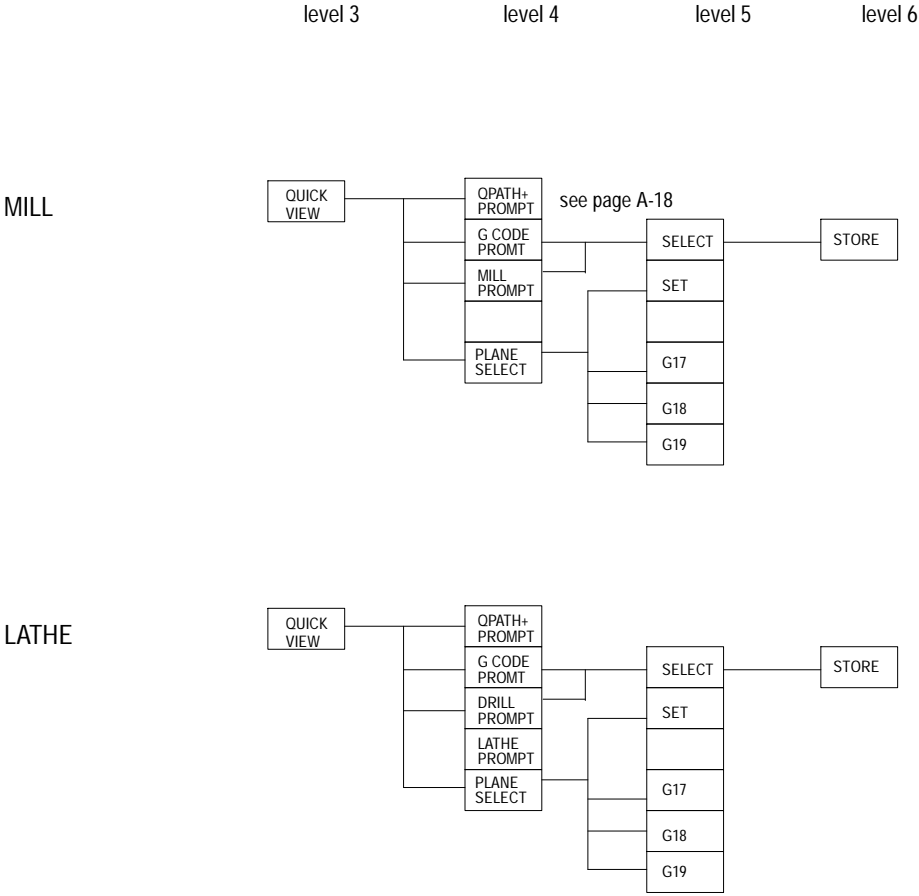 level 3 level 4 level 5 level 6
MILL
QUICK
VIEW
QPATH+
PROMPT
see page A-18
G CODE
PROMT
MILL
PROMPT
PLANE
SELECT
SELECT
SET
G17
G18
G19
STORE
LATHE
QUICK
VIEW
QPATH+
PROMPT
G CODE
PROMT
DRILL
PROMPT
LATHE
PROMPT
PLANE
SELECT
SELECT
SET
G17
G18
G19
STORE